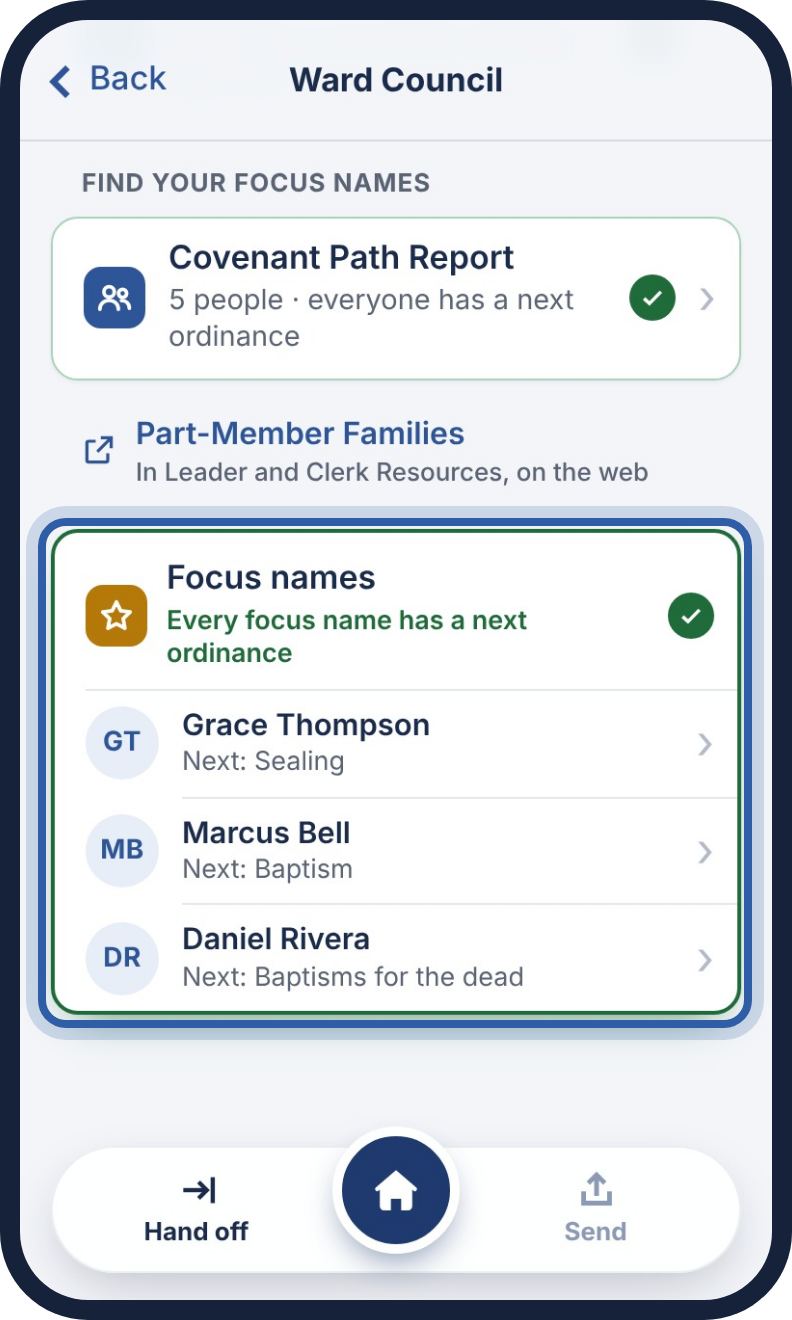 Back
Ward Council
FIND YOUR FOCUS NAMES
Covenant Path Report
5 people · everyone has a next
ordinance
Part-Member Families
In Leader and Clerk Resources, on the web
Focus names
Every focus name has a next
ordinance
GT
Grace Thompson
Next: Sealing
MB
Marcus Bell
Next: Baptism
DR
Daniel Rivera
Next: Baptisms for the dead
Hand off
Send